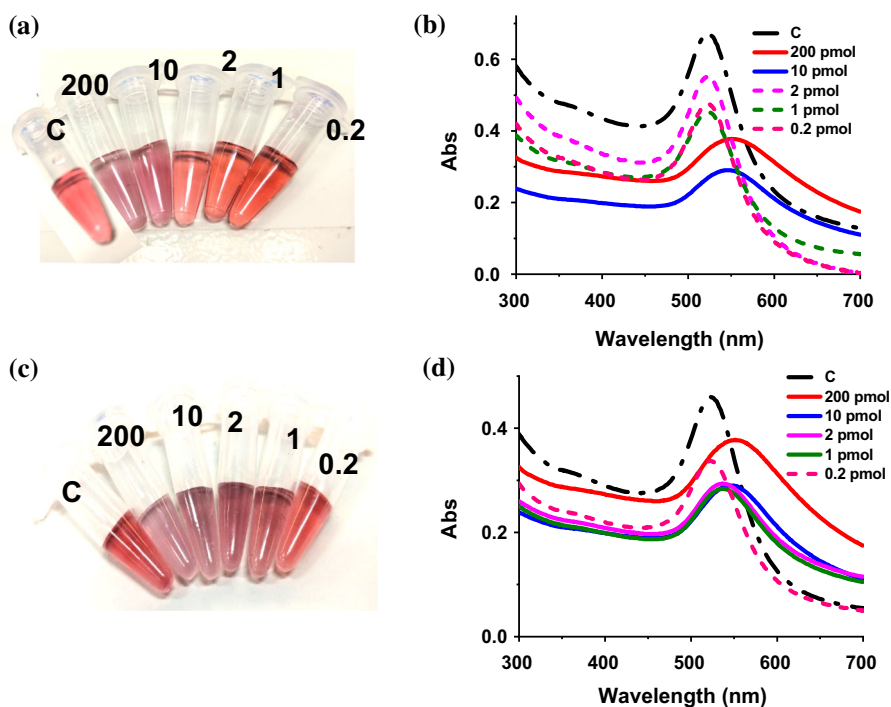 (a)
C
200
10
2
1
0.2
(b)
Abs
0.6
0.4
0.2
0.0
300 400 500 600 700
Wavelength (nm)
C
200 pmol
10 pmol
2 pmol
1 pmol
0.2 pmol
(c)
C
200
10
2
1
0.2
(d)
Abs
0.4
0.2
0.0
300 400 500 600 700
Wavelength (nm)
C
200 pmol
10 pmol
2 pmol
1 pmol
0.2 pmol